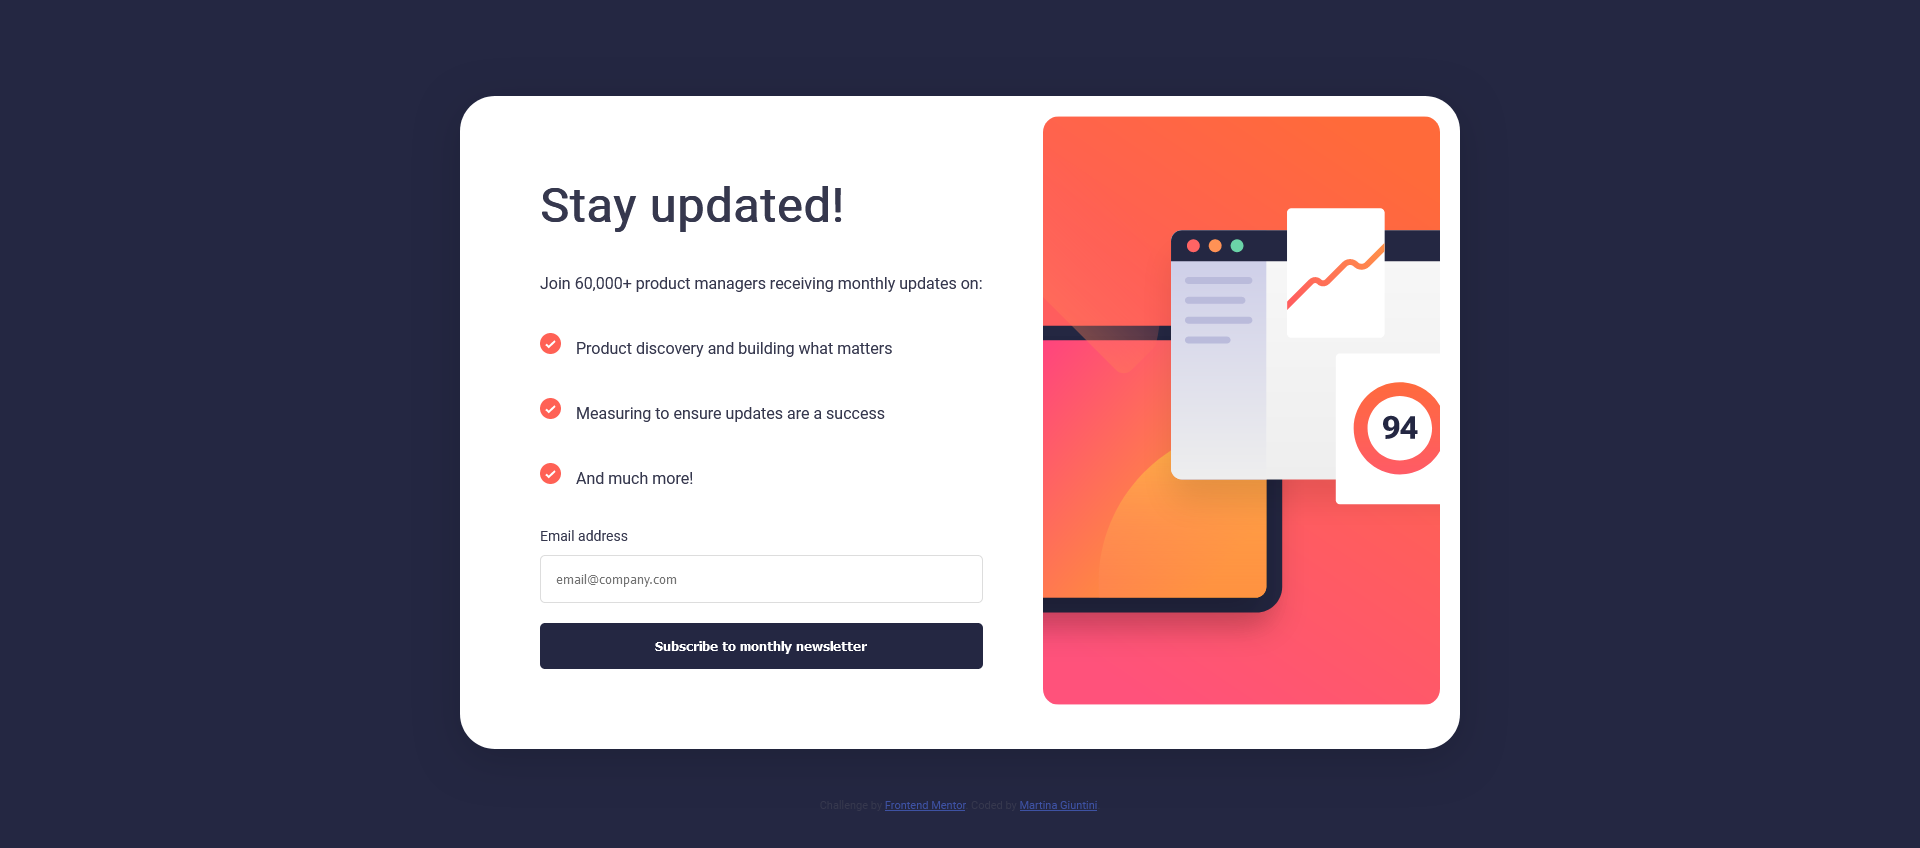 Stay updated!
Join 60,000+ product managers receiving monthly updates on:
Product discovery and building what matters
Measuring to ensure updates are a success
And much more!
Email address
email@company.com
Subscribe to monthly newsletter
94
Challenge by Frontend Mentor. Coded by Martina Giuntini